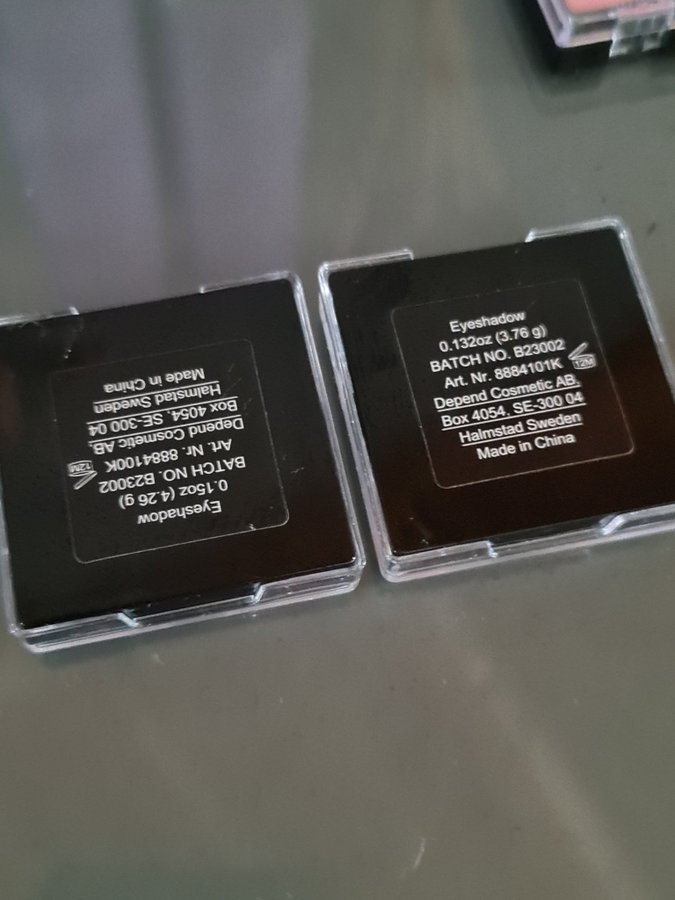 Eyeshadow
0.15oz (4.26 g)
BATCH NO. B23002
Art. Nr. 8884100K
12M
Depend Cosmetic AB.
Box 4054, SE-300 04
Halmstad Sweden
Made in China
Eyeshadow
0.132oz (3.76 g)
BATCH NO. B23002
Art. Nr. 8884101K
12M
Depend Cosmetic AB.
Box 4054, SE-300 04
Halmstad Sweden
Made in China